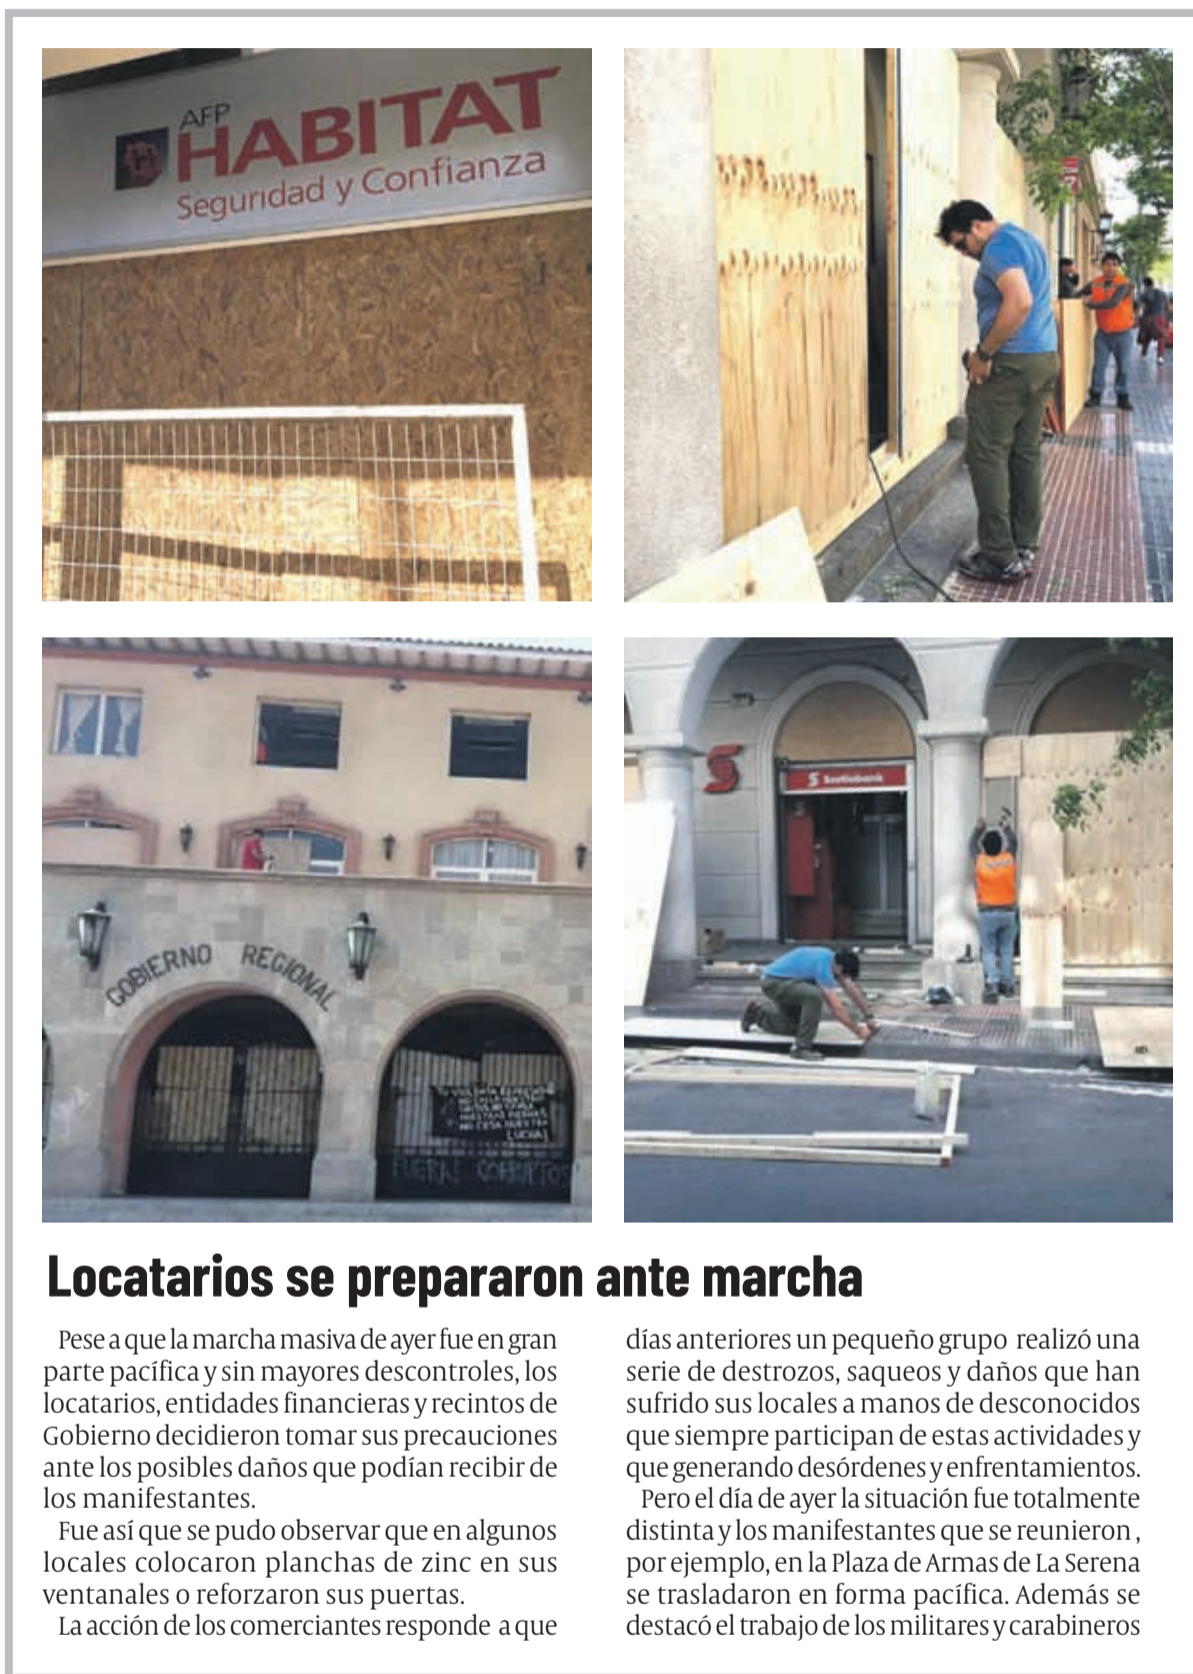 AFP
HABITAT
Seguridad y Confianza
Scotiabank
GOBIERNO REGIONAL
NO CESA NUESTRA
LUCHA!
FUERA! CORRUPTOS
Locatarios se prepararon ante marcha
Pese a que la marcha masiva de ayer fue en gran
parte pacífica y sin mayores descontroles, los
locatarios, entidades financieras y recintos de
Gobierno decidieron tomar sus precauciones
ante los posibles daños que podían recibir de
los manifestantes.
Fue así que se pudo observar que en algunos
locales colocaron planchas de zinc en sus
ventanales o reforzaron sus puertas.
La acción de los comerciantes responde a que
días anteriores un pequeño grupo realizó una
serie de destrozos, saqueos y daños que han
sufrido sus locales a manos de desconocidos
que siempre participan de estas actividades y
que generando desórdenes y enfrentamientos.
Pero el día de ayer la situación fue totalmente
distinta y los manifestantes que se reunieron ,
por ejemplo, en la Plaza de Armas de La Serena
se trasladaron en forma pacífica. Además se
destacó el trabajo de los militares y carabineros